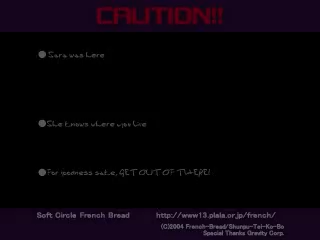 CAUTION!!
Sara was here
She knows where you live
For goodness sake, GET OUT OF THERE!
Soft Circle French Bread http://www13.plala.or.jp/french/
(C)2004 French-Bread/Shunpu-Tei-Ko-Bo
Special Thanks Gravity Corp.